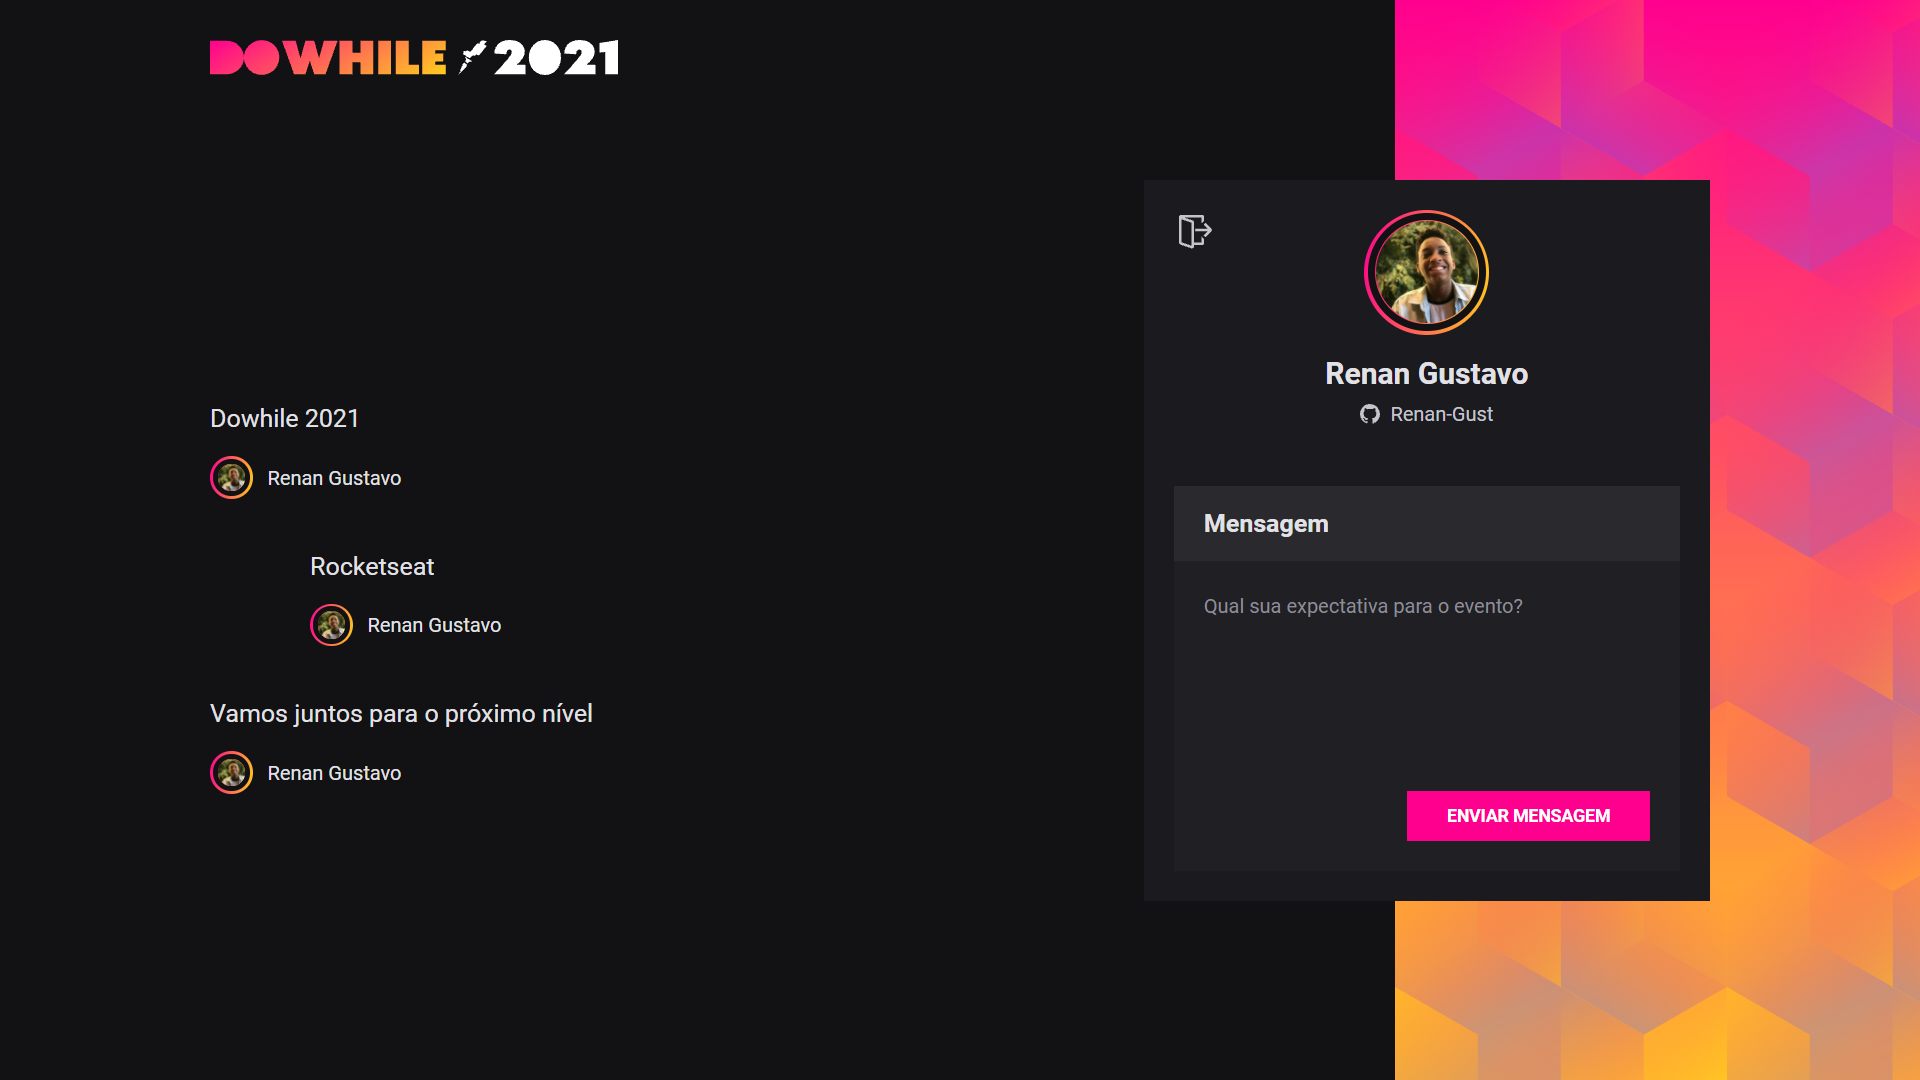 DOWHILE 2021
Dowhile 2021
Renan Gustavo
Rocketseat
Renan Gustavo
Vamos juntos para o próximo nível
Renan Gustavo
Renan Gustavo
Renan-Gust
Mensagem
Qual sua expectativa para o evento?
ENVIAR MENSAGEM